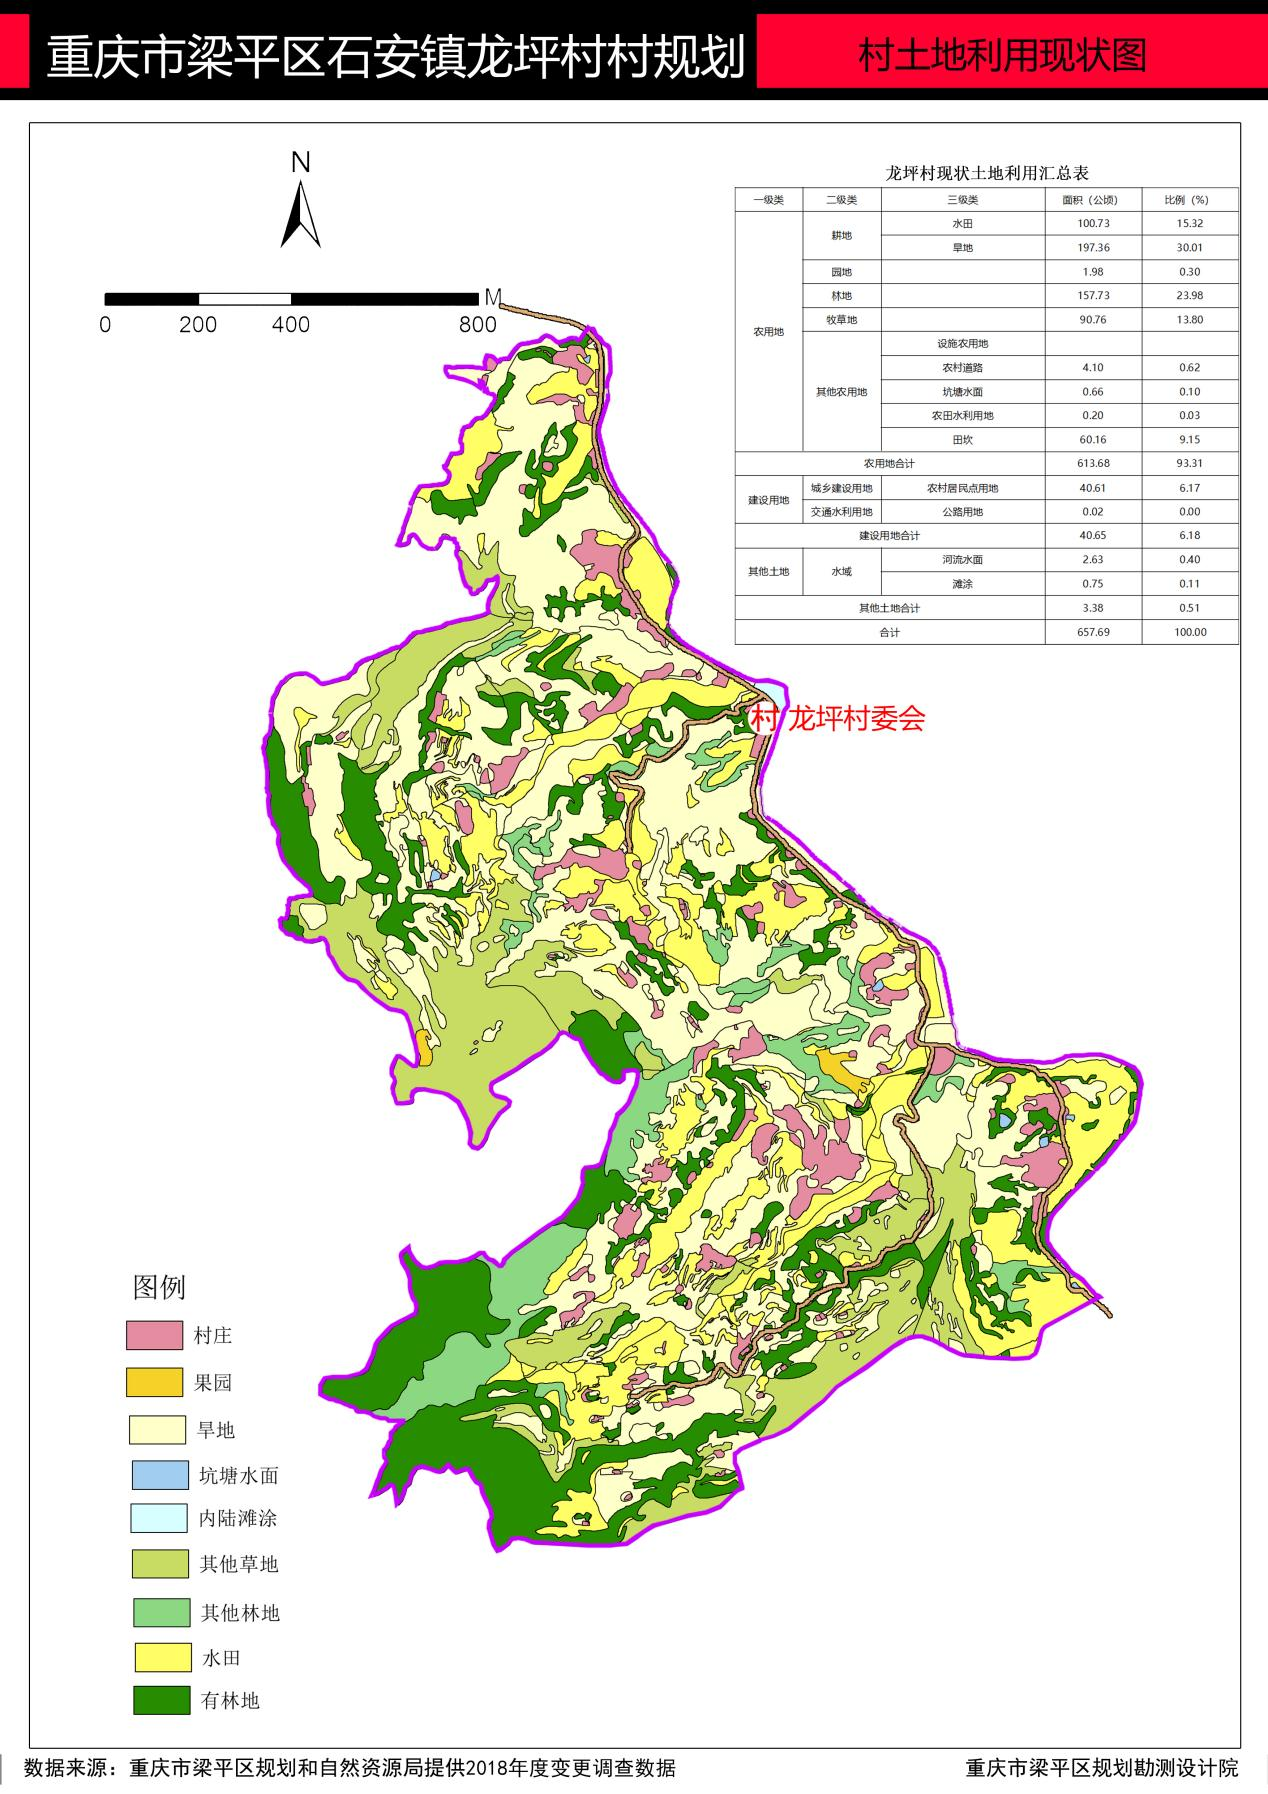 重庆市梁平区石安镇龙坪村村规划
村土地利用现状图
N
M
0 200 400 800
龙坪村现状土地利用汇总表
一级类 二级类 三级类 面积（公顷） 比例（%）
农用地 耕地 水田 100.73 15.32
旱地 197.36 30.01
园地 1.98 0.30
林地 157.73 23.98
牧草地 90.76 13.80
其他农用地 设施农用地
农村道路 4.10 0.62
坑塘水面 0.66 0.10
农田水利用地 0.20 0.03
田坎 60.16 9.15
农用地合计 613.68 93.31
建设用地 城乡建设用地 农村居民点用地 40.61 6.17
交通水利用地 公路用地 0.02 0.00
建设用地合计 40.65 6.18
其他土地 水域 河流水面 2.63 0.40
滩涂 0.75 0.11
其他土地合计 3.38 0.51
合计 657.69 100.00
村 龙坪村委会
图例
村庄
果园
旱地
坑塘水面
内陆滩涂
其他草地
其他林地
水田
有林地
数据来源：重庆市梁平区规划和自然资源局提供2018年度变更调查数据
重庆市梁平区规划勘测设计院